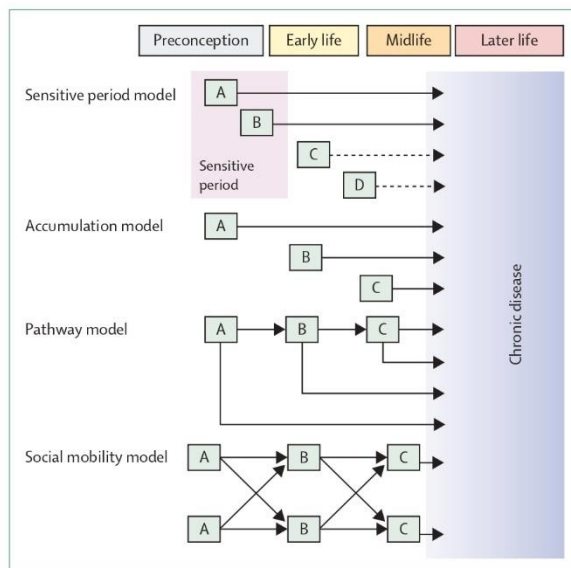 Preconception Early life Midlife Later life
Sensitive period model A
B
Sensitive
period
C
D
Accumulation model A
B
C
Pathway model A B C
Social mobility model A B C
A B C
Chronic disease